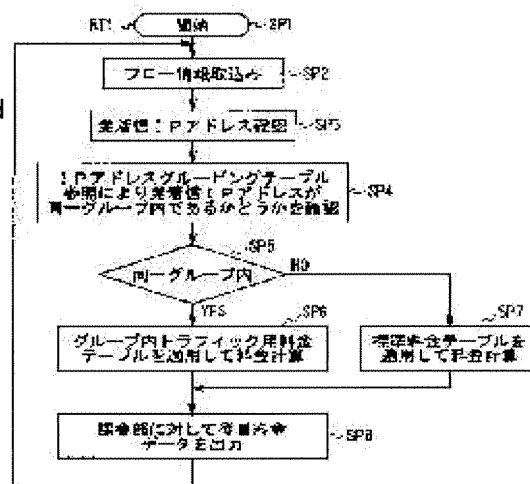 RT1 開始 SP1
フロー情報取込み SP2
発着信IPアドレス確認 SP3
IPアドレスグルーピングテーブル
参照により発着信IPアドレスが
同一グループ内であるかどうかを確認
SP4
SP5
同一グループ内
NO
YES
SP6
グループ内トラフィック用料金
テーブルを適用して料金計算
SP7
標準料金テーブルを
適用して料金計算
に対して
データを出力
SP8